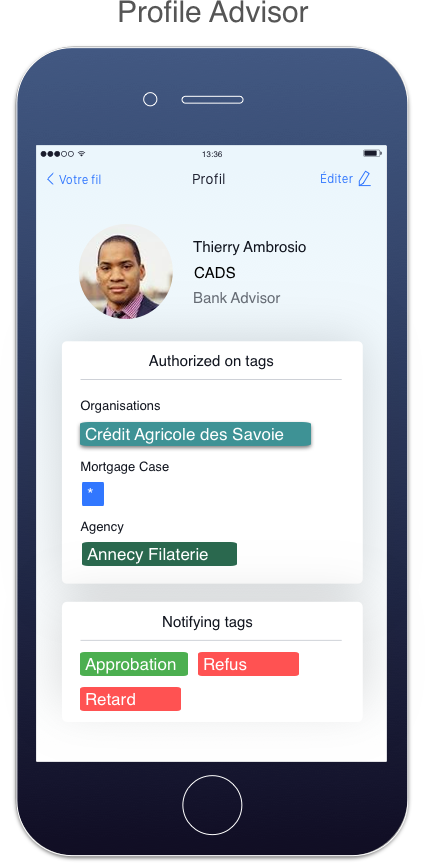 Profile Advisor
13:36
Votre fil
Profil
Éditer
Thierry Ambrosio
CADS
Bank Advisor
Authorized on tags
Organisations
Crédit Agricole des Savoie
Mortgage Case
*
Agency
Annecy Filaterie
Notifying tags
Approbation
Refus
Retard